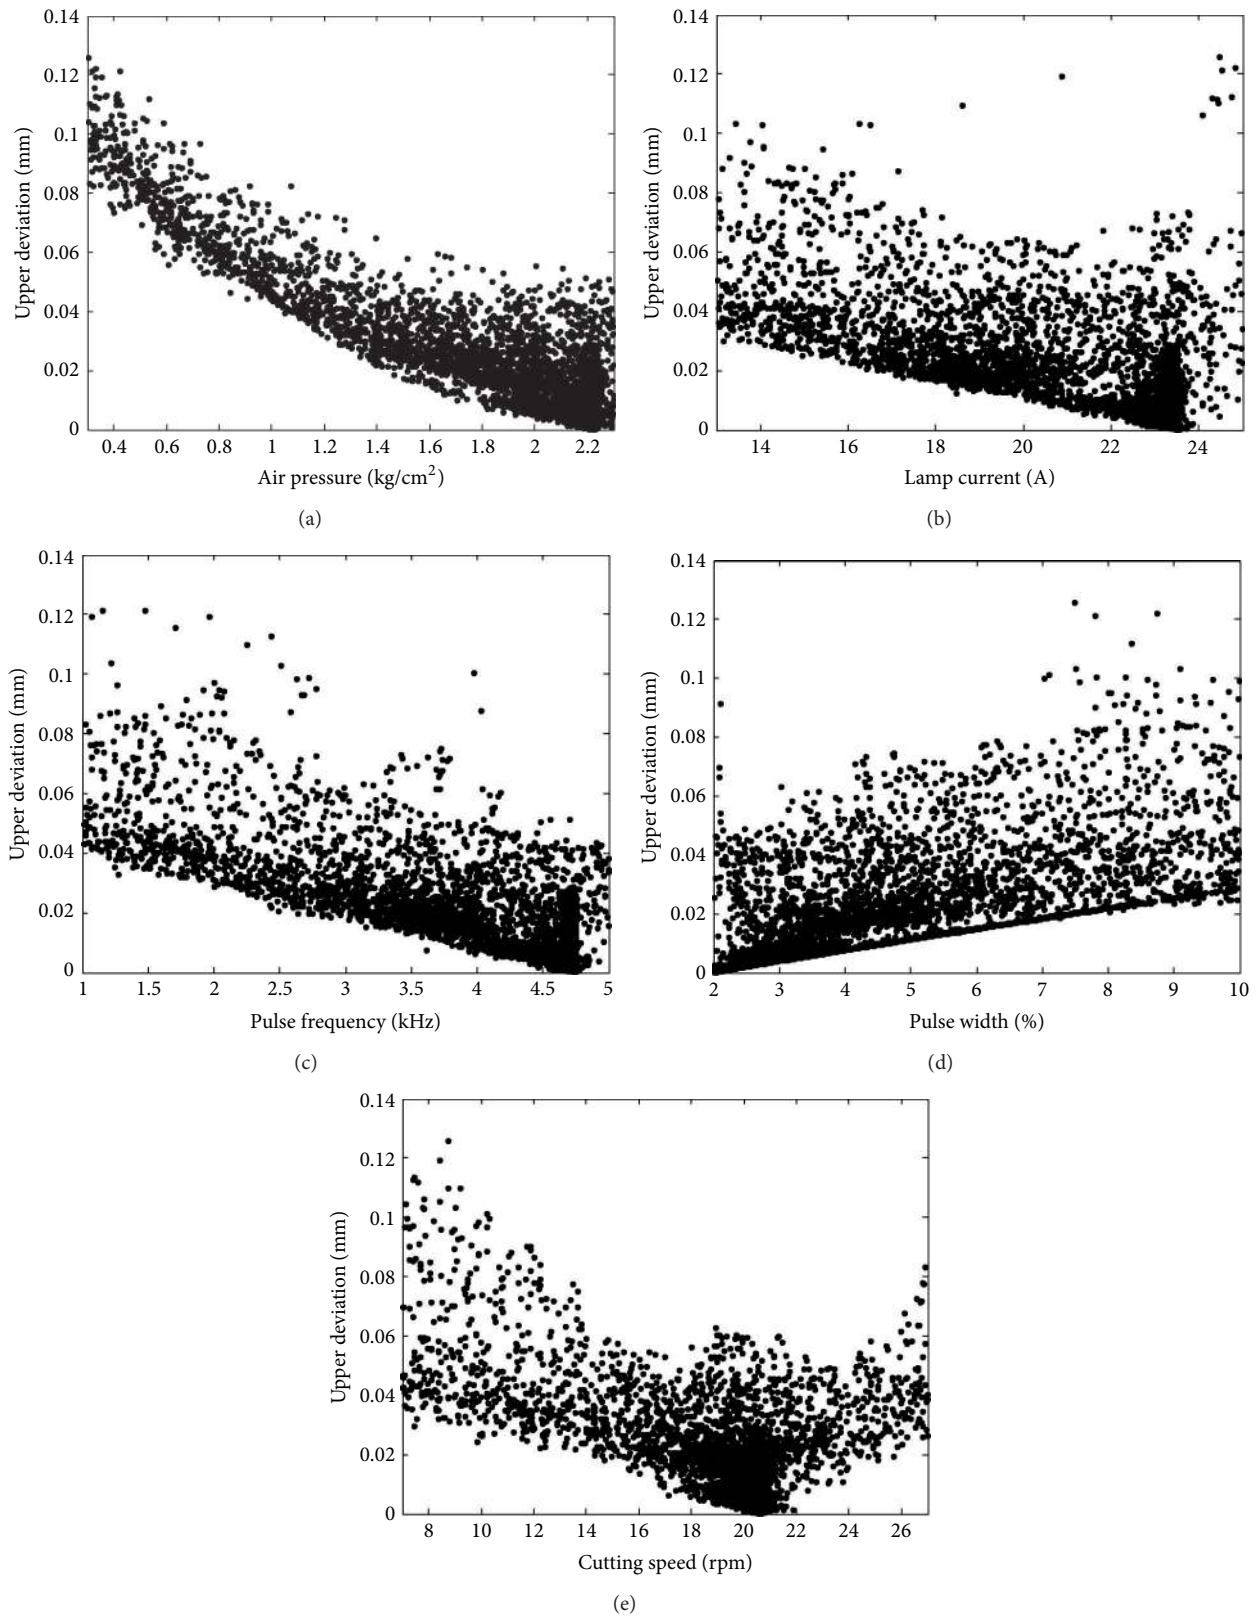 0.14
0.12
0.1
0.08
0.06
0.04
0.02
0
Upper deviation (mm)
0.4 0.6 0.8 1 1.2 1.4 1.6 1.8 2 2.2
Air pressure (kg/cm2)
(a)
0.14
0.12
0.1
0.08
0.06
0.04
0.02
0
Upper deviation (mm)
14 16 18 20 22 24
Lamp current (A)
(b)
0.14
0.12
0.1
0.08
0.06
0.04
0.02
0
Upper deviation (mm)
1 1.5 2 2.5 3 3.5 4 4.5 5
Pulse frequency (kHz)
(c)
0.14
0.12
0.1
0.08
0.06
0.04
0.02
0
Upper deviation (mm)
2 3 4 5 6 7 8 9 10
Pulse width (%)
(d)
0.14
0.12
0.1
0.08
0.06
0.04
0.02
0
Upper deviation (mm)
8 10 12 14 16 18 20 22 24 26
Cutting speed (rpm)
(e)